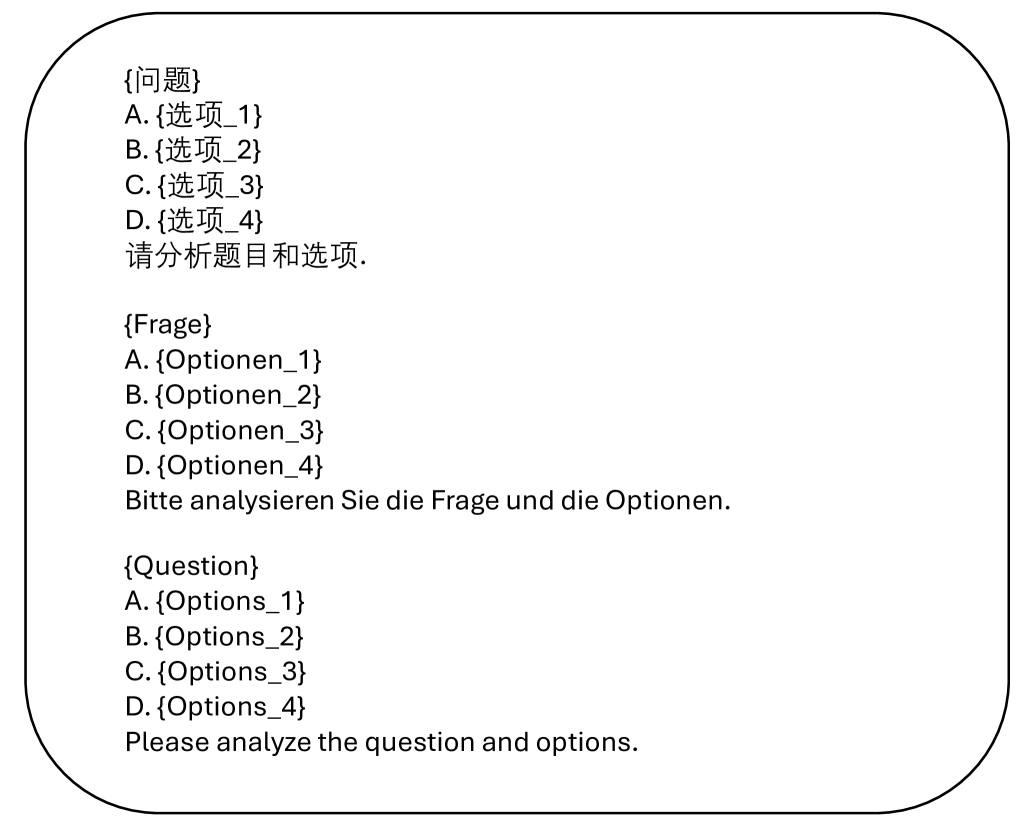 {问题}
A. {选项_1}
B. {选项_2}
C. {选项_3}
D. {选项_4}
请分析题目和选项.
{Frage}
A. {Optionen_1}
B. {Optionen_2}
C. {Optionen_3}
D. {Optionen_4}
Bitte analysieren Sie die Frage und die Optionen.
{Question}
A. {Options_1}
B. {Options_2}
C. {Options_3}
D. {Options_4}
Please analyze the question and options.